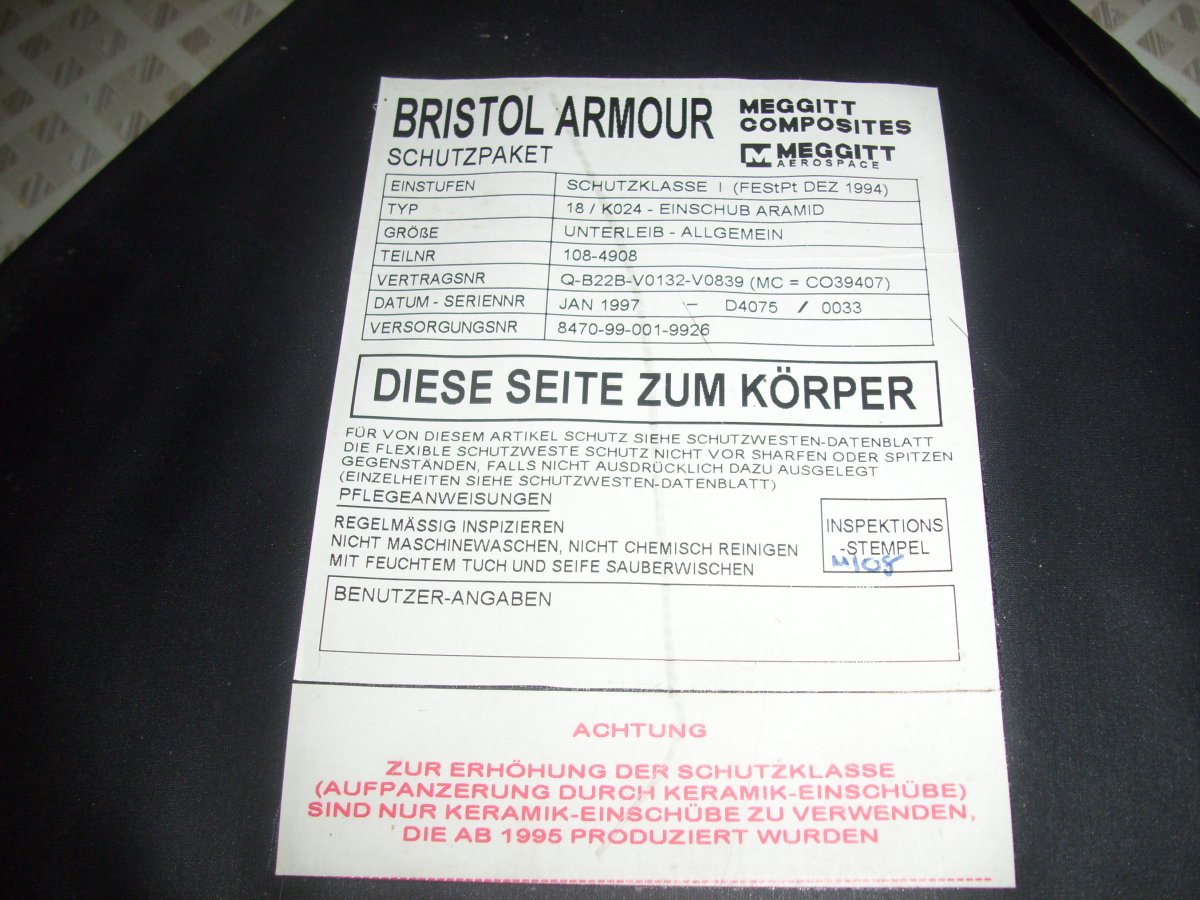 BRISTOL ARMOUR
MEGGITT
COMPOSITES
SCHUTZPAKET
M MEGGITT
AEROSPACE
EINSTUFEN SCHUTZKLASSE I (FEStPt DEZ 1994)
TYP 18 / K024 - EINSCHUB ARAMID
GRÖßE UNTERLEIB - ALLGEMEIN
TEILNR 108-4908
VERTRAGSNR Q-B22B-V0132-V0839 (MC = CO39407)
DATUM - SERIENNR JAN 1997 - D4075 / 0033
VERSORGUNGSNR 8470-99-001-9926
DIESE SEITE ZUM KÖRPER
FÜR VON DIESEM ARTIKEL SCHUTZ SIEHE SCHUTZWESTEN-DATENBLATT
DIE FLEXIBLE SCHUTZWESTE SCHUTZ NICHT VOR SHARFEN ODER SPITZEN
GEGENSTÄNDEN, FALLS NICHT AUSDRÜCKLICH DAZU AUSGELEGT
(EINZELHEITEN SIEHE SCHUTZWESTEN-DATENBLATT)
PFLEGEANWEISUNGEN
REGELMÄSSIG INSPIZIEREN
NICHT MASCHINEWASCHEN, NICHT CHEMISCH REINIGEN
MIT FEUCHTEM TUCH UND SEIFE SAUBERWISCHEN
INSPEKTIONS
-STEMPEL
BENUTZER-ANGABEN
ACHTUNG
ZUR ERHÖHUNG DER SCHUTZKLASSE
(AUFPANZERUNG DURCH KERAMIK-EINSCHÜBE)
SIND NUR KERAMIK-EINSCHÜBE ZU VERWENDEN,
DIE AB 1995 PRODUZIERT WURDEN